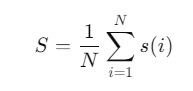 S = \frac{1}{N} \sum_{i=1}^{N} s(i)